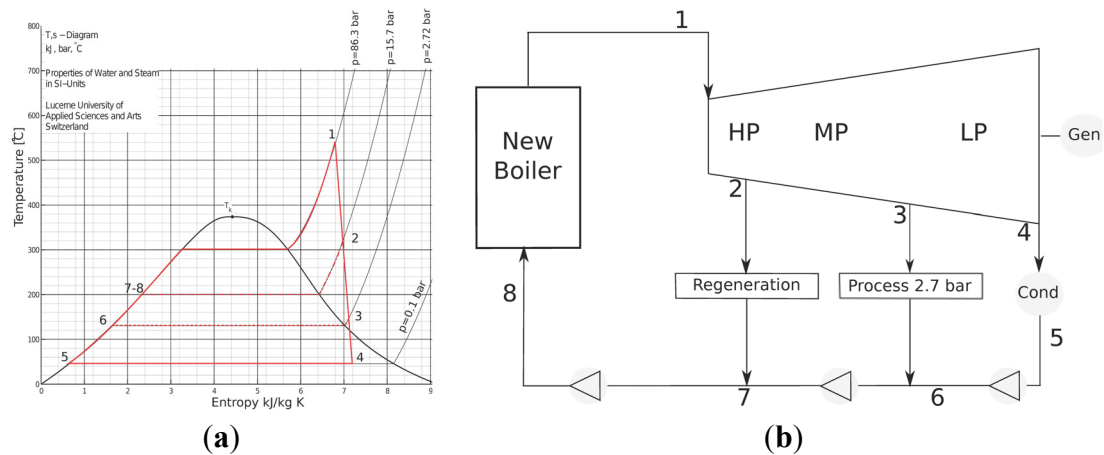 T,s – Diagram
kJ , bar, °C
Properties of Water and Steam
in SI–Units
Lucerne University of
Applied Sciences and Arts
Switzerland
Temperature [°C]
800
700
600
500
400
300
200
100
0
0 1 2 3 4 5 6 7 8 9
Entropy kJ/kg K
p=86.3 bar
p=15.7 bar
p=2.72 bar
p=0.1 bar
Tk
1
2
7-8
6
3
5
4
(a)
1
New
Boiler
HP MP LP
Gen
2
3
4
8
Regeneration
Process 2.7 bar
Cond
5
7
6
(b)